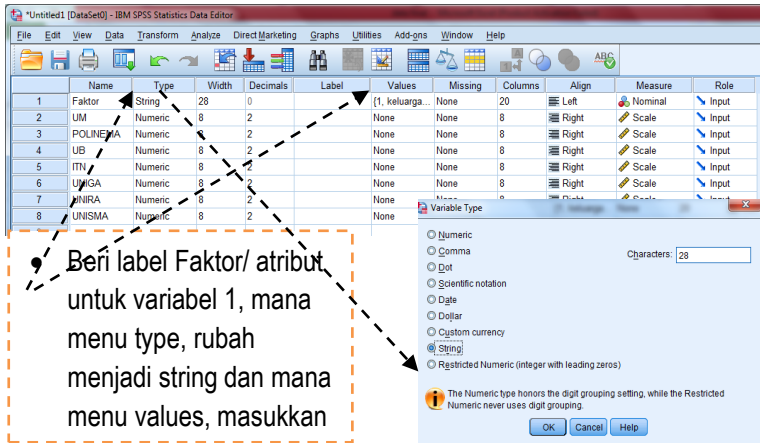 *Untitled1 [DataSet0] - IBM SPSS Statistics Data Editor
File Edit View Data Transform Analyze Direct Marketing Graphs Utilities Add-ons Window Help
Name Type Width Decimals Label Values Missing Columns Align Measure Role
1 Faktor String 28 0 {1, keluarga... None 20 Left Nominal Input
2 UM Numeric 8 2 None None 8 Right Scale Input
3 POLINEMA Numeric 8 2 None None 8 Right Scale Input
4 UB Numeric 8 2 None None 8 Right Scale Input
5 ITN Numeric 8 2 None None 8 Right Scale Input
6 UNIGA Numeric 8 2 None None 8 Right Scale Input
7 UNIRA Numeric 8 2 None None 8 Right Scale Input
8 UNISMA Numeric 8 2 None
• Beri label Faktor/ atribut
untuk variabel 1, mana
menu type, rubah
menjadi string dan mana
menu values, masukkan
Variable Type
Numeric
Comma
Dot
Scientific notation
Date
Dollar
Custom currency
String
Restricted Numeric (integer with leading zeros)
Characters: 28
The Numeric type honors the digit grouping setting, while the Restricted
Numeric never uses digit grouping.
OK Cancel Help